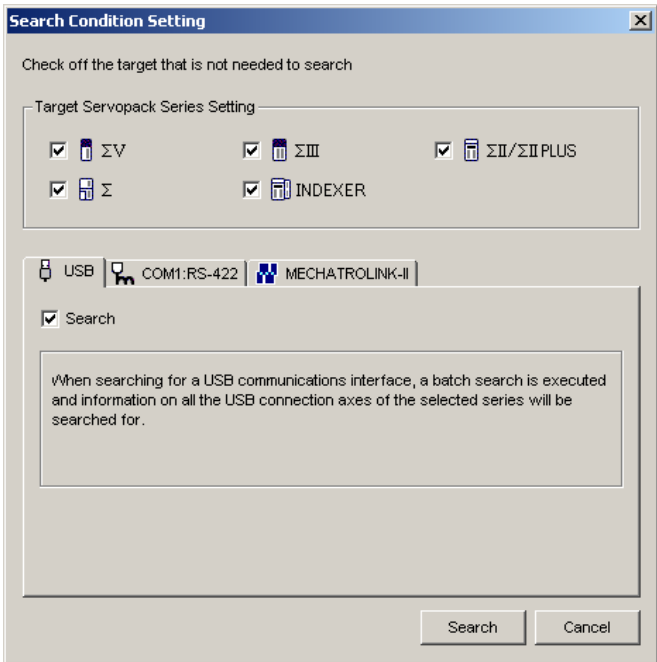 Search Condition Setting
Check off the target that is not needed to search
Target Servopack Series Setting
ΣV ΣIII ΣII/ΣII PLUS
Σ INDEXER
USB COM1:RS-422 MECHATROLINK-II
Search
When searching for a USB communications interface, a batch search is executed
and information on all the USB connection axes of the selected series will be
searched for.
Search Cancel